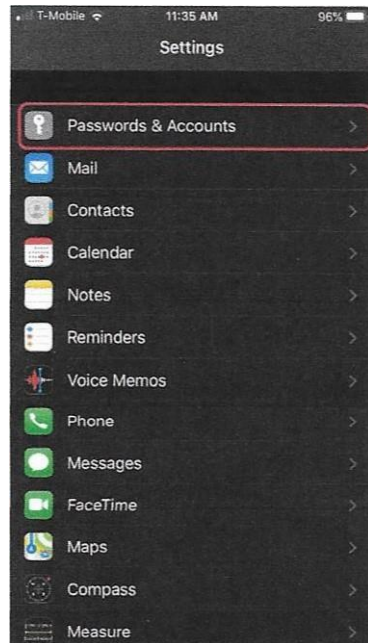 T-Mobile 11:35 AM 96%
Settings
Passwords & Accounts
Mail
Contacts
Calendar
Notes
Reminders
Voice Memos
Phone
Messages
FaceTime
Maps
Compass
Measure